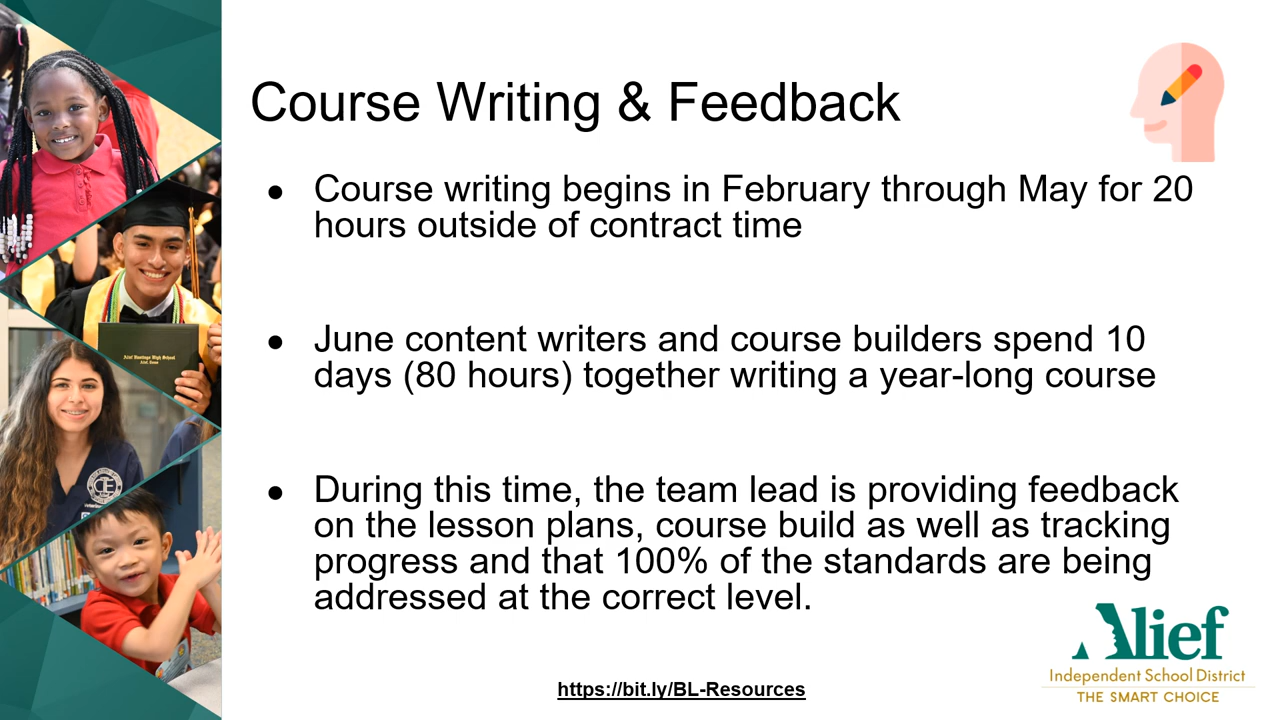 Course Writing & Feedback
● Course writing begins in February through May for 20
hours outside of contract time
● June content writers and course builders spend 10
days (80 hours) together writing a year-long course
● During this time, the team lead is providing feedback
on the lesson plans, course build as well as tracking
progress and that 100% of the standards are being
addressed at the correct level.
https://bit.ly/BL-Resources
Alief
Independent School District
THE SMART CHOICE